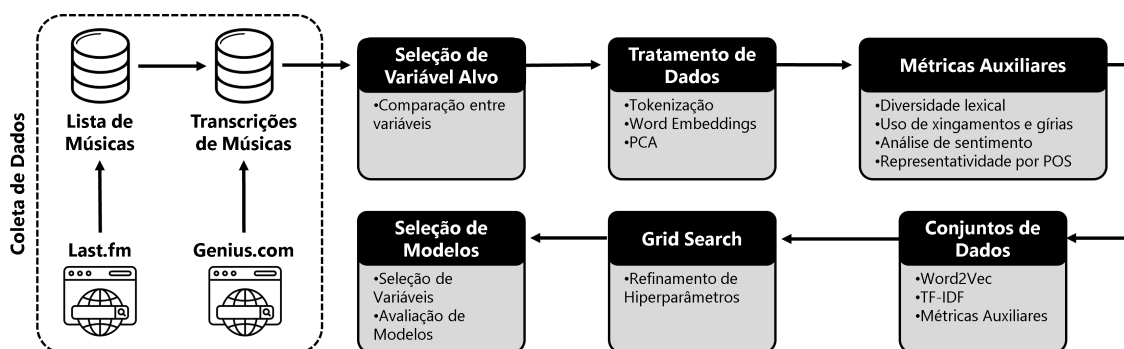 Coleta de Dados
Lista de
Músicas
Transcrições
de Músicas
Last.fm
Genius.com
Seleção de
Variável Alvo
•Comparação entre
variáveis
Tratamento de
Dados
•Tokenização
•Word Embeddings
•PCA
Métricas Auxiliares
•Diversidade lexical
•Uso de xingamentos e gírias
•Análise de sentimento
•Representatividade por POS
Conjuntos de
Dados
•Word2Vec
•TF-IDF
•Métricas Auxiliares
Grid Search
•Refinamento de
Hiperparâmetros
Seleção de
Modelos
•Seleção de
Variáveis
•Avaliação de
Modelos